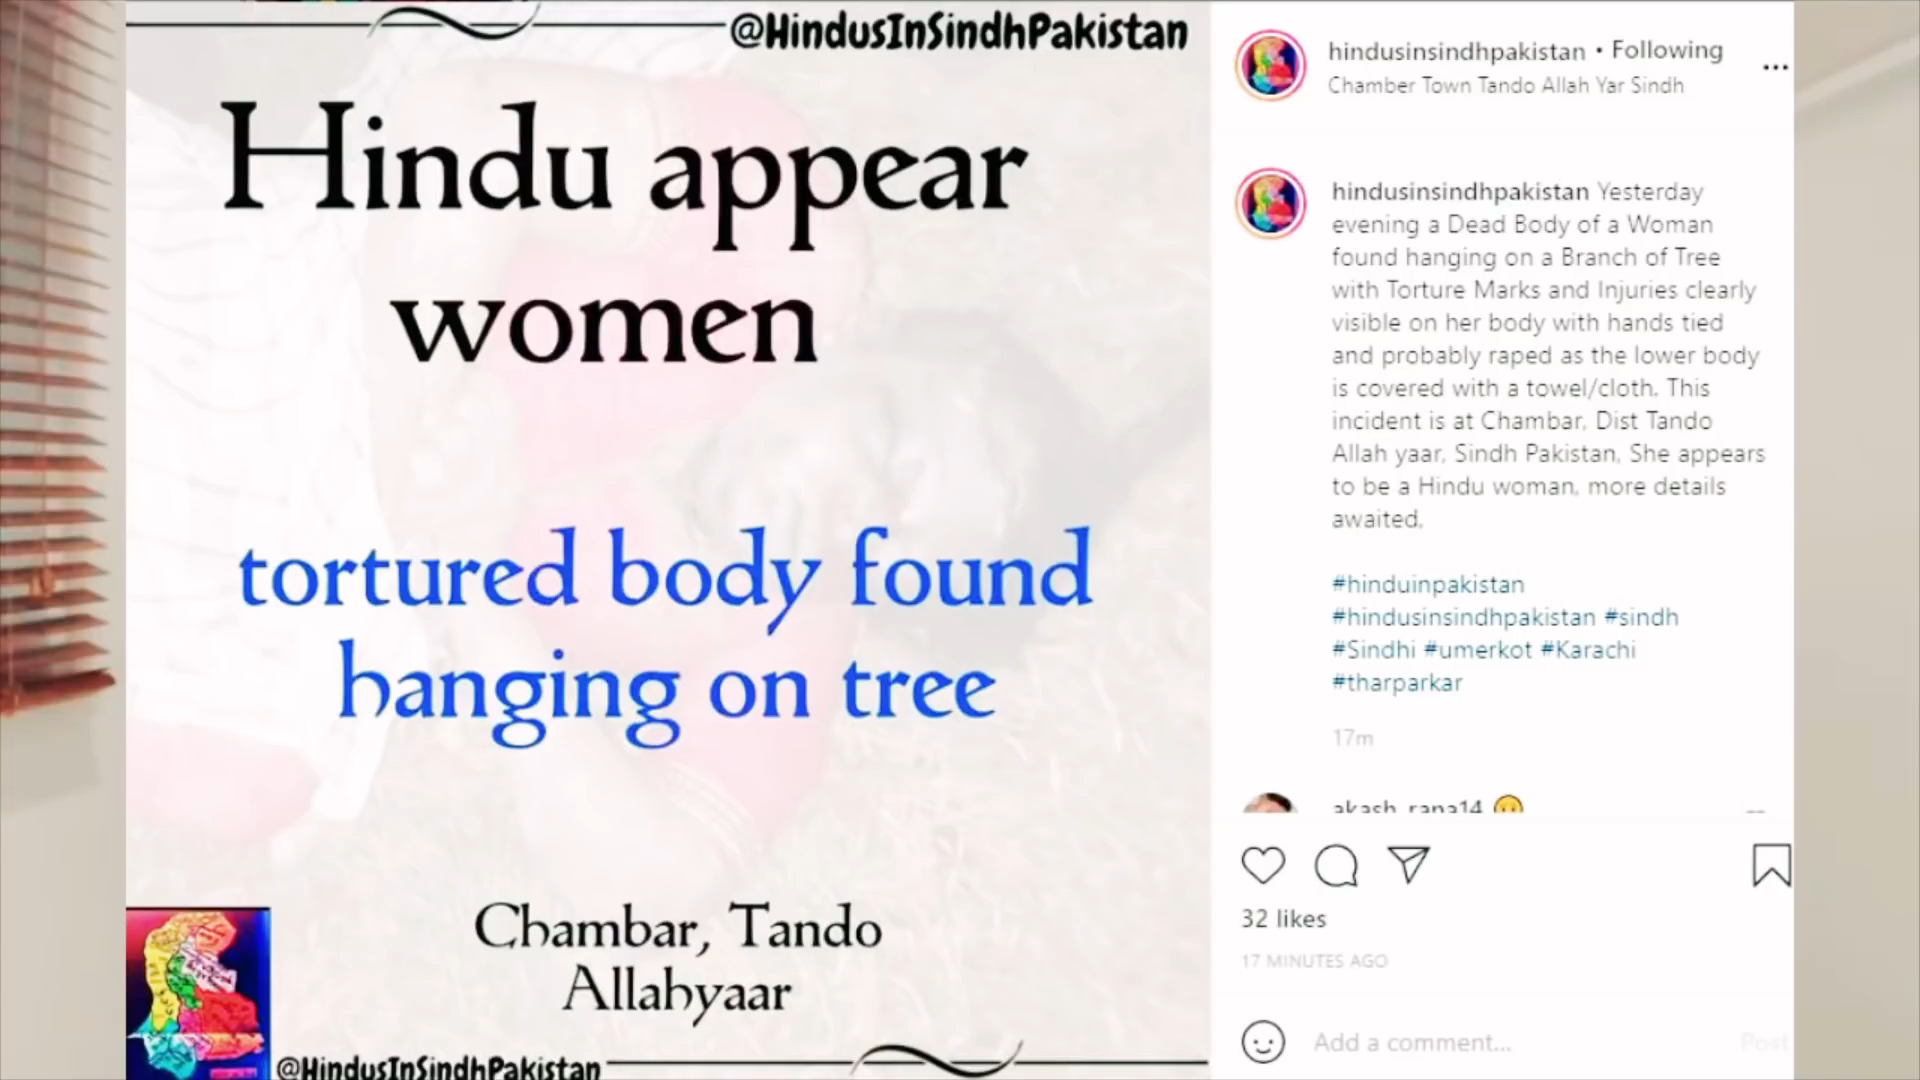 @HindusInSindhPakistan
Hindu appear
women
tortured body found
hanging on tree
Chambar, Tando
Allahyaar
@HindusInSindhPakistan
hindusinsindhpakistan • Following
Chamber Town Tando Allah Yar Sindh
hindusinsindhpakistan Yesterday
evening a Dead Body of a Woman
found hanging on a Branch of Tree
with Torture Marks and Injuries clearly
visible on her body with hands tied
and probably raped as the lower body
is covered with a towel/cloth. This
incident is at Chambar, Dist Tando
Allah yaar, Sindh Pakistan, She appears
to be a Hindu woman, more details
awaited,
#hinduinpakistan
#hindusinsindhpakistan #sindh
#Sindhi #umerkot #Karachi
#tharparkar
17m
akash_rana14
32 likes
17 MINUTES AGO
Add a comment...
Post